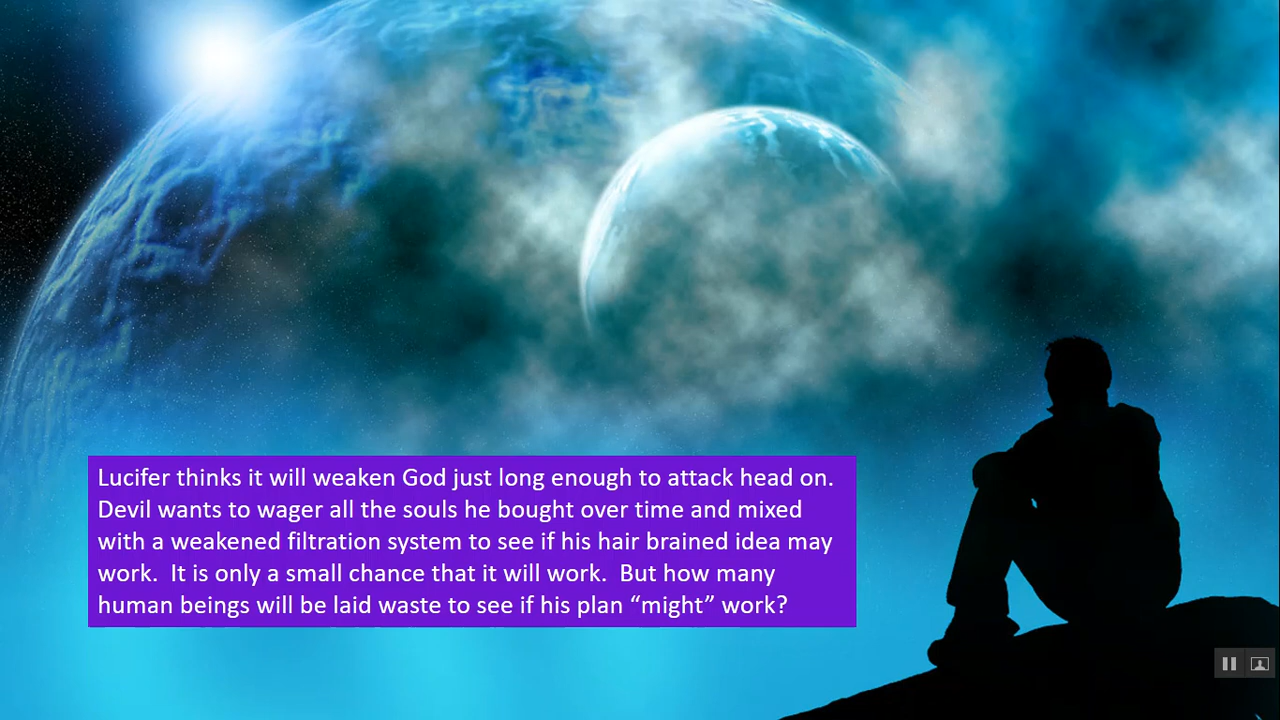 Lucifer thinks it will weaken God just long enough to attack head on.
Devil wants to wager all the souls he bought over time and mixed
with a weakened filtration system to see if his hair brained idea may
work.  It is only a small chance that it will work.  But how many
human beings will be laid waste to see if his plan “might” work?